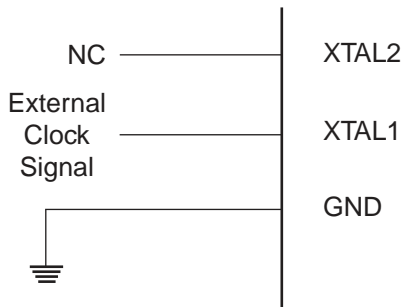 NC
XTAL2
External
Clock
Signal
XTAL1
GND